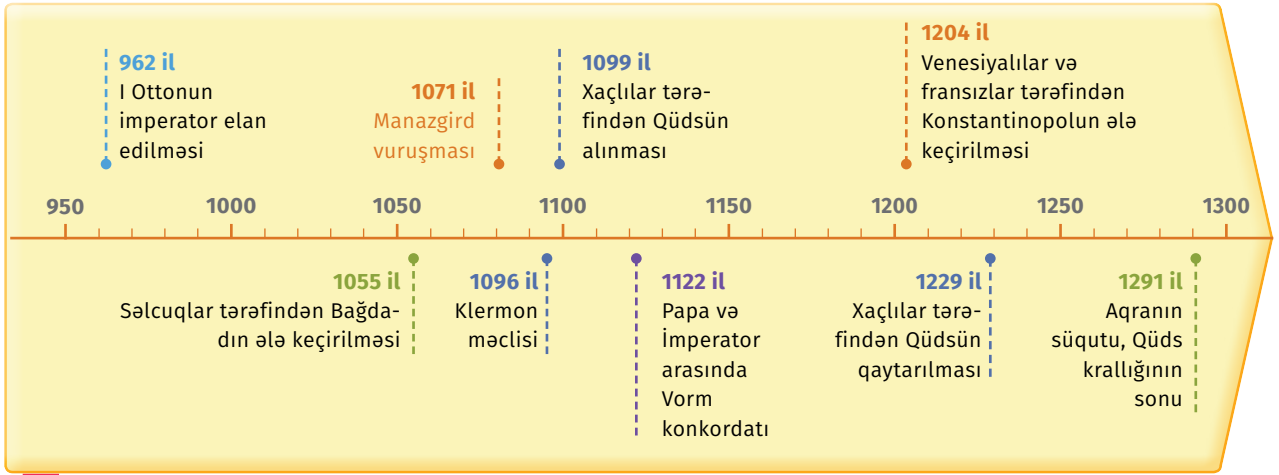 962 il
I Ottonun
imperator elan
edilməsi
1071 il
Manazgird
vuruşması
1099 il
Xaçlılar tərə-
findən Qüdsün
alınması
1204 il
Venesiyalılar və
fransızlar tərəfindən
Konstantinopolun ələ
keçirilməsi
950 1000 1050 1100 1150 1200 1250 1300
1055 il
Səlcuqlar tərəfindən Bağda-
dın ələ keçirilməsi
1096 il
Klermon
məclisi
1122 il
Papa və
İmperator
arasında
Vorm
konkordatı
1229 il
Xaçlılar tərə-
findən Qüdsün
qaytarılması
1291 il
Aqranın
süqutu, Qüds
krallığının
sonu